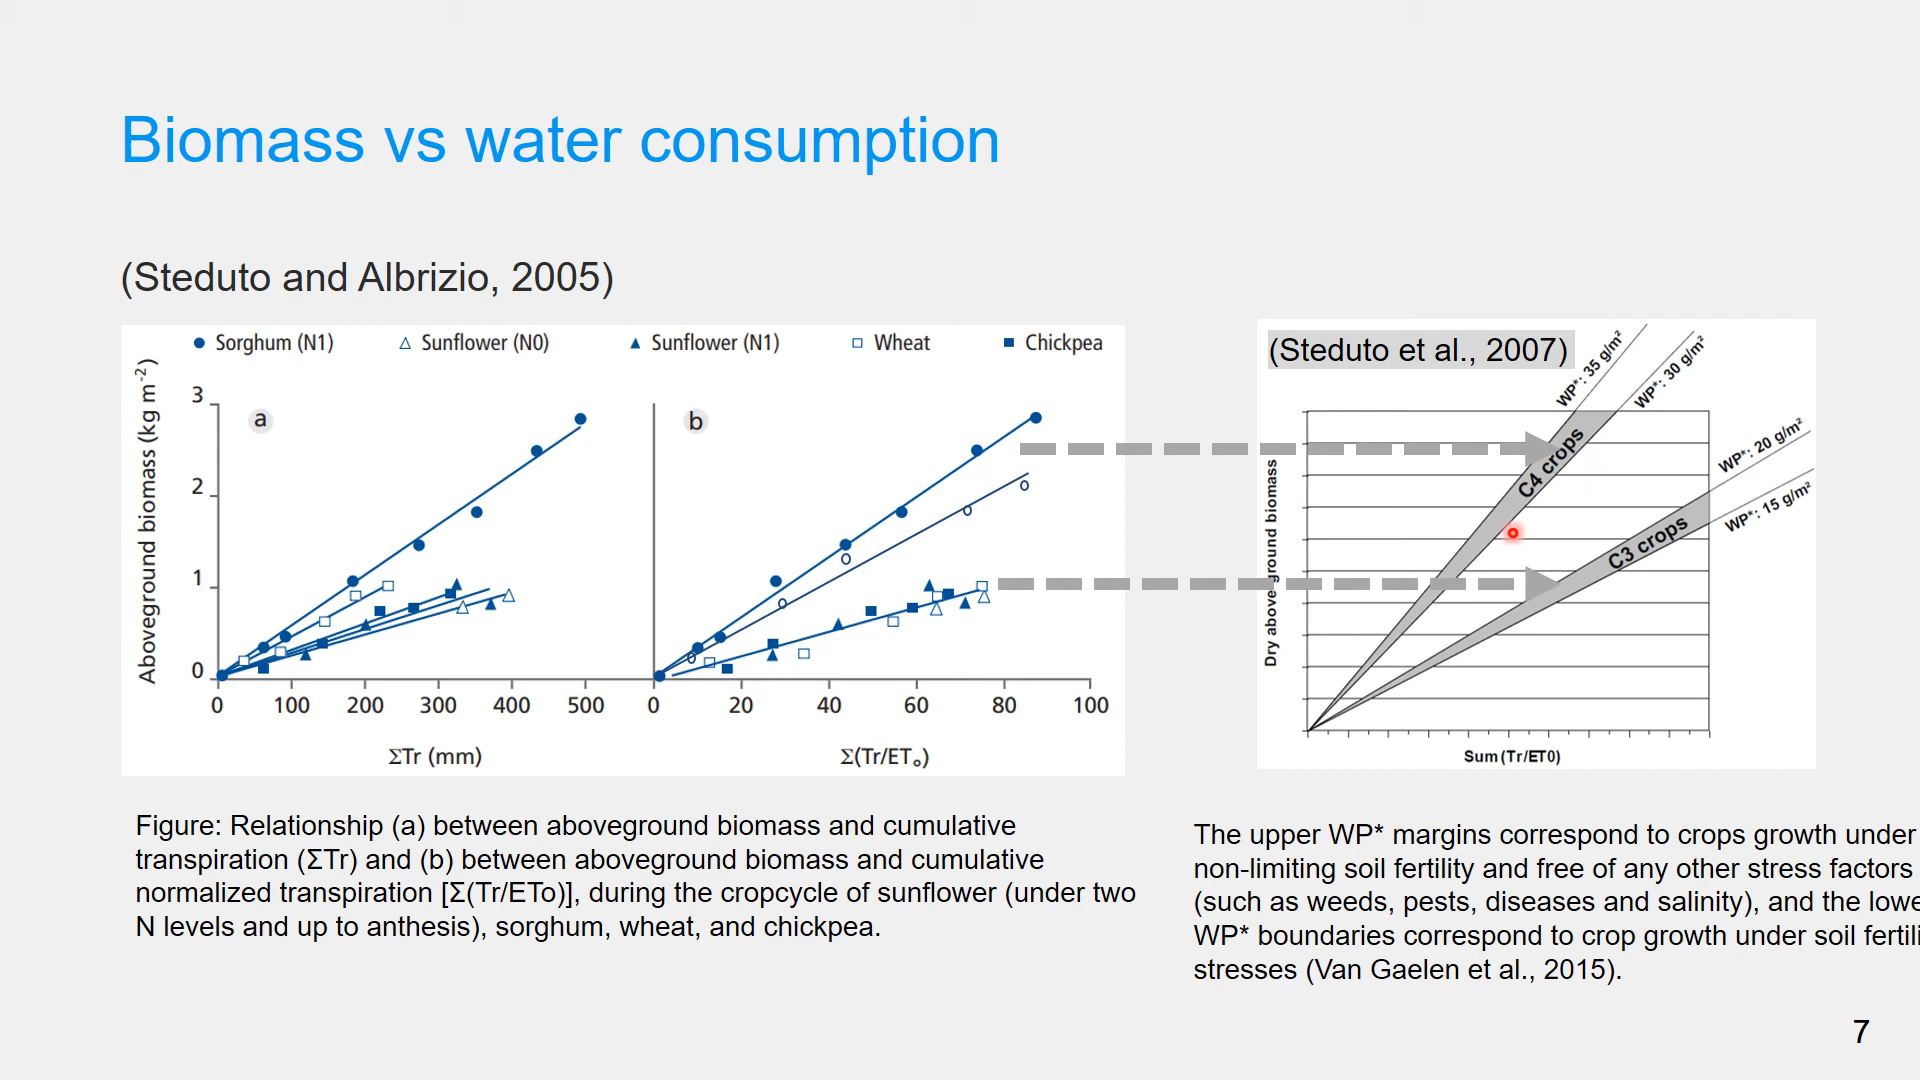 Biomass vs water consumption
(Steduto and Albrizio, 2005)
Sorghum (N1) Sunflower (N0) Sunflower (N1) Wheat Chickpea
Aboveground biomass (kg m⁻²)
a
b
3
2
1
0
0 100 200 300 400 500 0 20 40 60 80 100
ΣTr (mm)
Σ(Tr/ETₒ)
(Steduto et al., 2007)
WP*: 35 g/m²
WP*: 30 g/m²
WP*: 20 g/m²
WP*: 15 g/m²
C4 crops
C3 crops
Dry above ground biomass
Sum(Tr/ET0)
Figure: Relationship (a) between aboveground biomass and cumulative
transpiration (ΣTr) and (b) between aboveground biomass and cumulative
normalized transpiration [Σ(Tr/ETo)], during the cropcycle of sunflower (under two
N levels and up to anthesis), sorghum, wheat, and chickpea.
The upper WP* margins correspond to crops growth under
non-limiting soil fertility and free of any other stress factors
(such as weeds, pests, diseases and salinity), and the lowe
WP* boundaries correspond to crop growth under soil fertili
stresses (Van Gaelen et al., 2015).
7